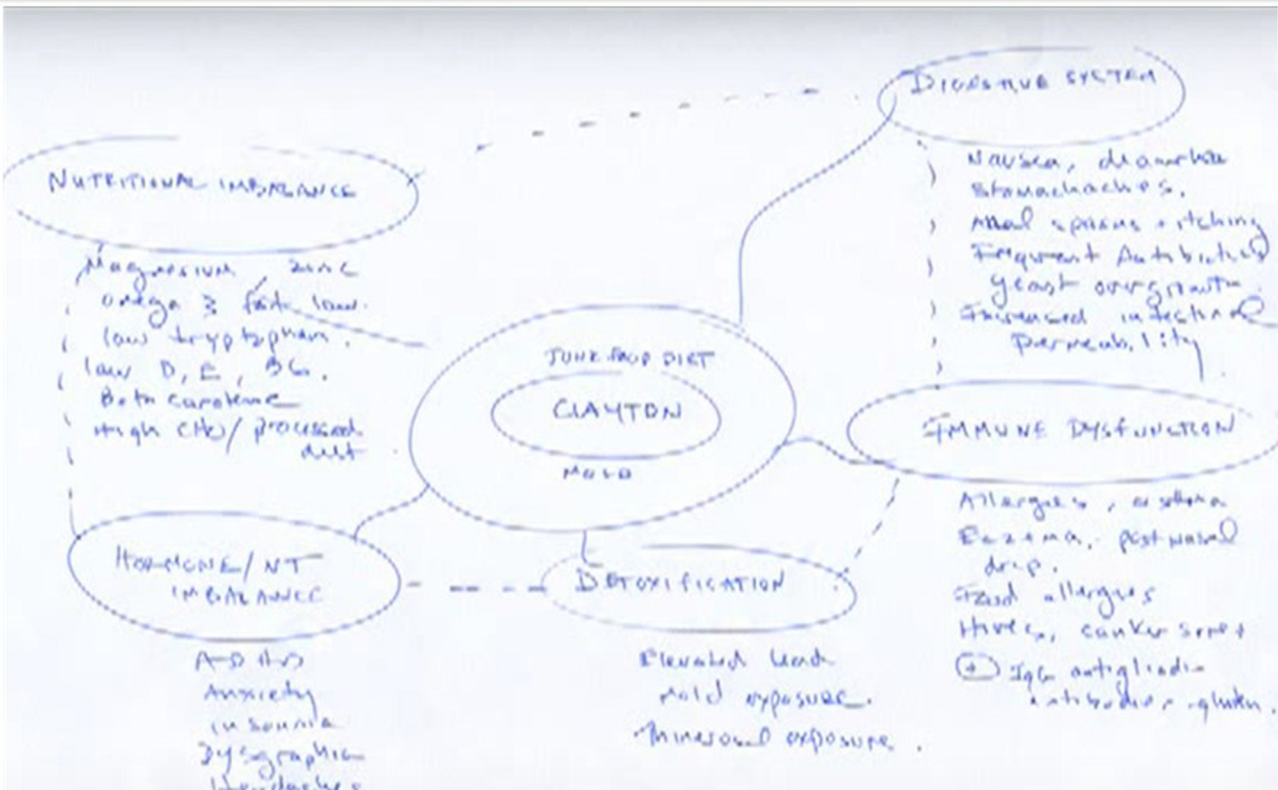 DIGESTIVE SYSTEM
Nausea, diarrhea
Stomachaches.
Anal spasms + itching
Frequent Antibiotics
Yeast overgrowth
Increased intestinal
Permeability
NUTRITIONAL IMBALANCE
Magnesium, zinc
omega 3 fats low.
low tryptophan.
low D, E, B6.
Beta carotene
High CHO/processed
diet
JUNK FOOD DIET
CLAYTON
MOLD
IMMUNE DYSFUNCTION
Allergies, asthma
Eczema, post nasal
drip.
Food allergies
Hives, canker sores
(+) IgG antigliadin
antibodies - gluten.
HORMONE/NT
IMBALANCE
ADHD
Anxiety
insomnia
Dysgraphia
Headaches
DETOXIFICATION
Elevated lead
Mold exposure.
exposure.